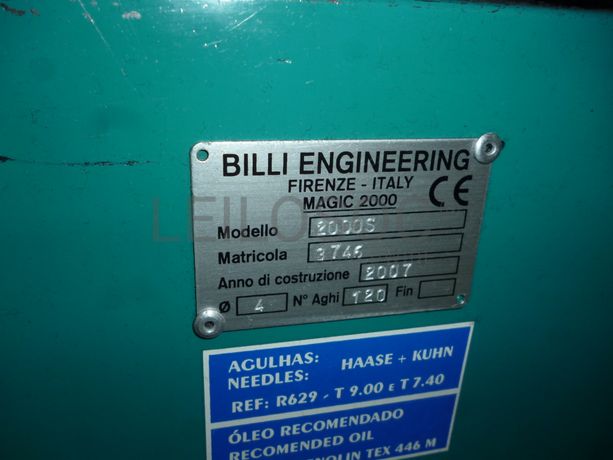 BILLI ENGINEERING
FIRENZE - ITALY
MAGIC 2000
CE
Modello 2000S
Matricola 3746
Anno di costruzione 2007
Ø 4 N° Aghi 120 Fin
AGULHAS: HAASE + KUHN
NEEDLES:
REF: R629 - T 9.00 E T 7.40
ÓLEO RECOMENDADO
RECOMENDED OIL
TEX 446 M